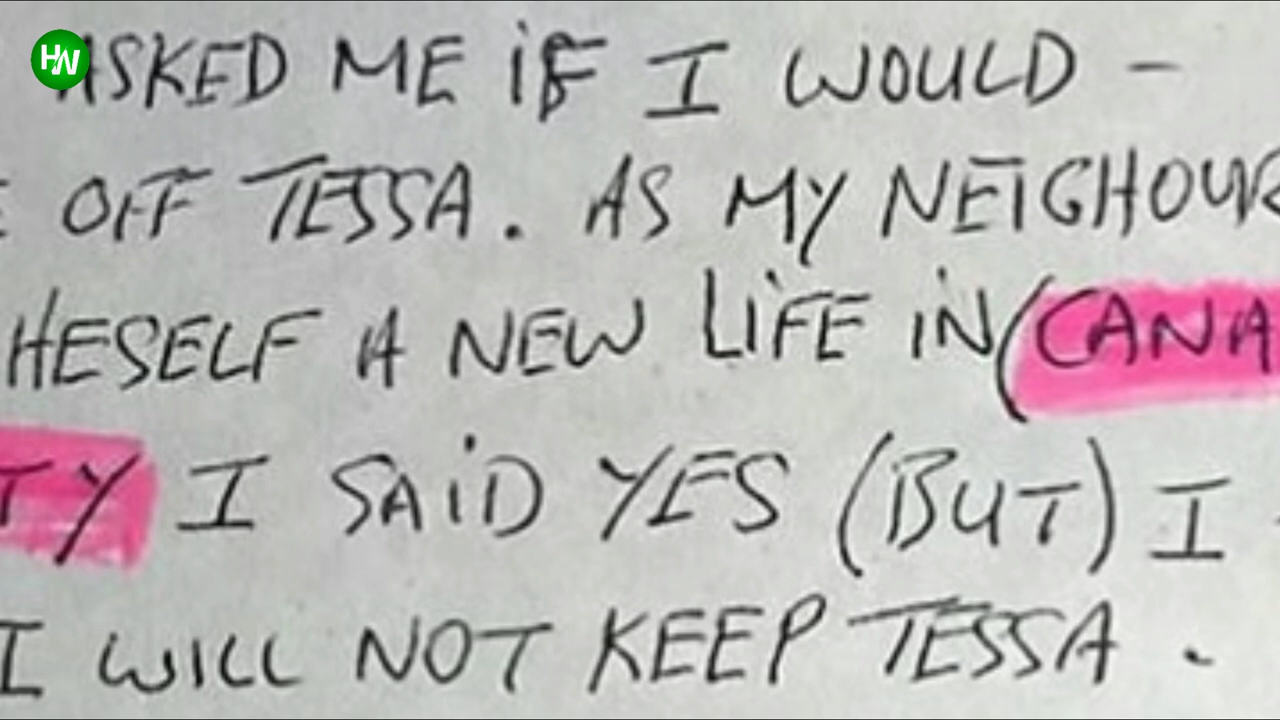 HW
ASKED ME IF I WOULD –
E OFF TESSA. AS MY NEIGHOUR
HESELF A NEW LIFE IN (CANA
TY I SAID YES (BUT) I
I WILL NOT KEEP TESSA.